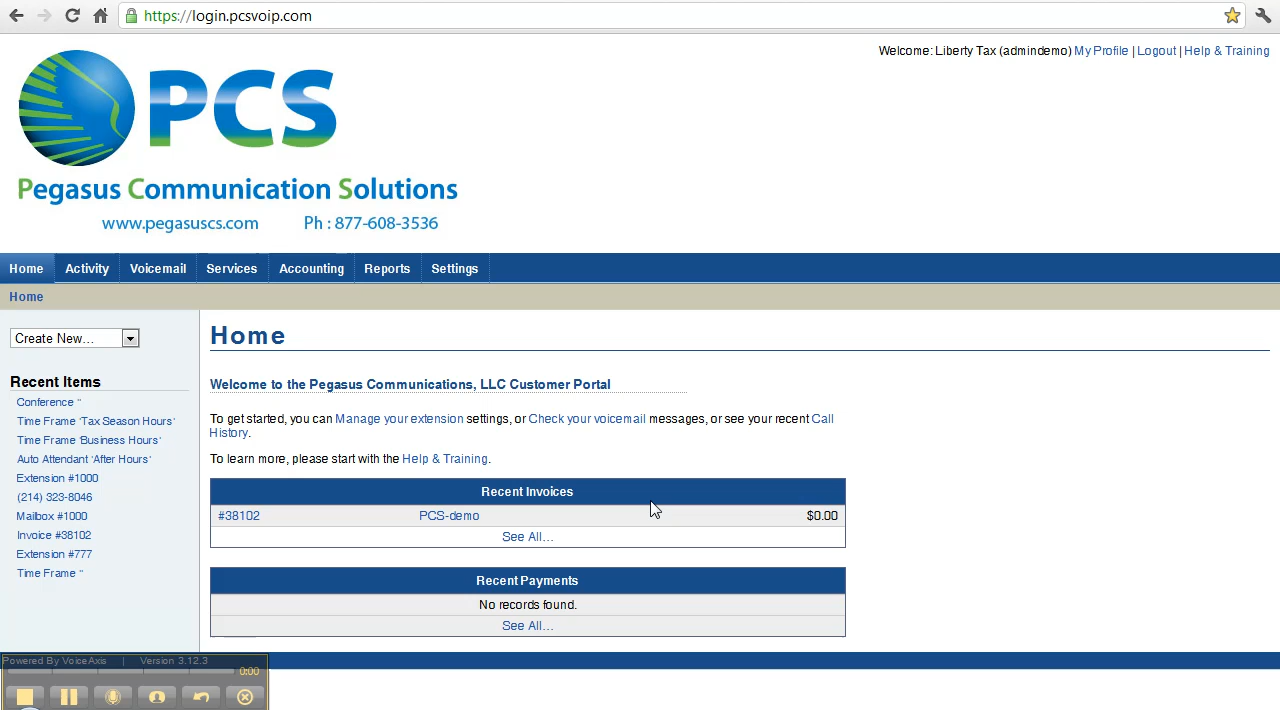 https://login.pcsvoip.com
Welcome: Liberty Tax (admindemo) My Profile | Logout | Help & Training
PCS
Pegasus Communication Solutions
www.pegasuscs.com Ph : 877-608-3536
Home Activity Voicemail Services Accounting Reports Settings
Home
Create New...
Recent Items
Conference ''
Time Frame 'Tax Season Hours'
Time Frame 'Business Hours'
Auto Attendant 'After Hours'
Extension #1000
(214) 323-8046
Mailbox #1000
Invoice #38102
Extension #777
Time Frame ''
Home
Welcome to the Pegasus Communications, LLC Customer Portal
To get started, you can Manage your extension settings, or Check your voicemail messages, or see your recent Call
History.
To learn more, please start with the Help & Training.
Recent Invoices
#38102 PCS-demo $0.00
See All...
Recent Payments
No records found.
See All...
Powered By VoiceAxis | Version 3.12.3
0:00